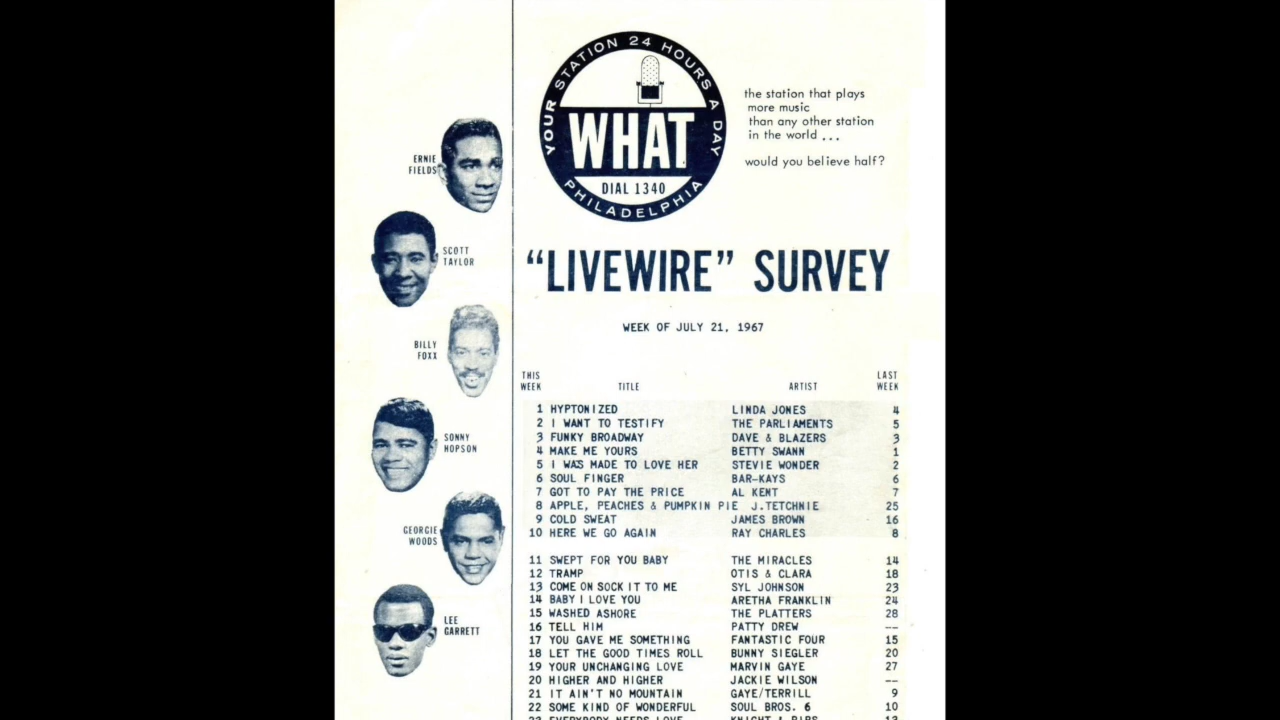 YOUR STATION 24 HOURS A DAY
WHAT
DIAL 1340
PHILADELPHIA
the station that plays
more music
than any other station
in the world ...
would you believe half?
ERNIE
FIELDS
SCOTT
TAYLOR
BILLY
FOXX
SONNY
HOPSON
GEORGIE
WOODS
LEE
GARRETT
"LIVEWIRE" SURVEY
WEEK OF JULY 21, 1967
THIS WEEK TITLE ARTIST LAST WEEK
1 HYPTONIZED LINDA JONES 4
2 I WANT TO TESTIFY THE PARLIAMENTS 5
3 FUNKY BROADWAY DAVE & BLAZERS 3
4 MAKE ME YOURS BETTY SWANN 1
5 I WAS MADE TO LOVE HER STEVIE WONDER 2
6 SOUL FINGER BAR-KAYS 6
7 GOT TO PAY THE PRICE AL KENT 7
8 APPLE, PEACHES & PUMPKIN PIE J.TETCHNIE 25
9 COLD SWEAT JAMES BROWN 16
10 HERE WE GO AGAIN RAY CHARLES 8
11 SWEPT FOR YOU BABY THE MIRACLES 14
12 TRAMP OTIS & CLARA 18
13 COME ON SOCK IT TO ME SYL JOHNSON 23
14 BABY I LOVE YOU ARETHA FRANKLIN 24
15 WASHED ASHORE THE PLATTERS 28
16 TELL HIM PATTY DREW --
17 YOU GAVE ME SOMETHING FANTASTIC FOUR 15
18 LET THE GOOD TIMES ROLL BUNNY SIEGLER 20
19 YOUR UNCHANGING LOVE MARVIN GAYE 27
20 HIGHER AND HIGHER JACKIE WILSON --
21 IT AIN'T NO MOUNTAIN GAYE/TERRILL 9
22 SOME KIND OF WONDERFUL SOUL BROS. 6 10
EVERYBODY NEEDS LOVE KNIGHT &